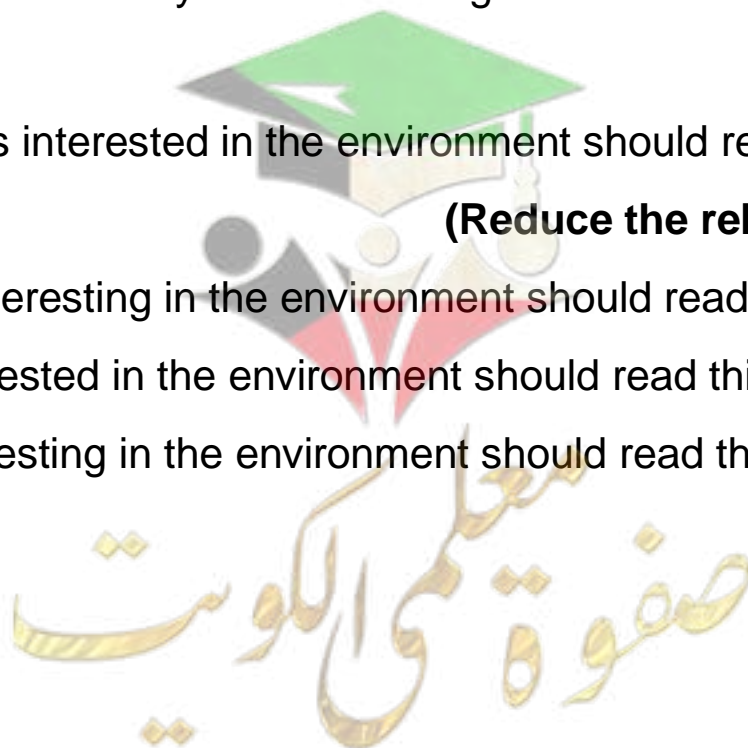 s interested in the environment should re
(Reduce the rel
eresting in the environment should read
ested in the environment should read thi
esting in the environment should read th
صفوة معلمى الكويت